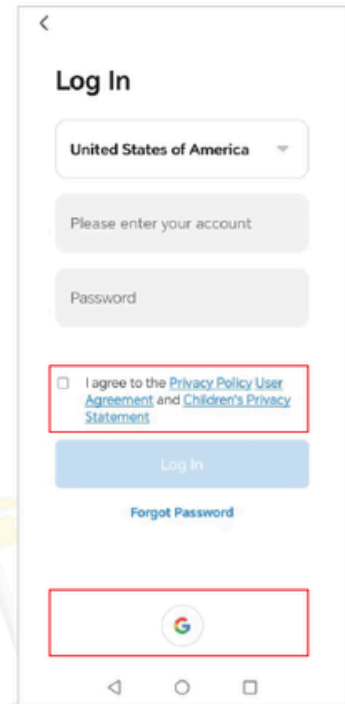 Log In
United States of America
Please enter your account
Password
I agree to the Privacy Policy User
Agreement and Children's Privacy
Statement
Log In
Forgot Password
G